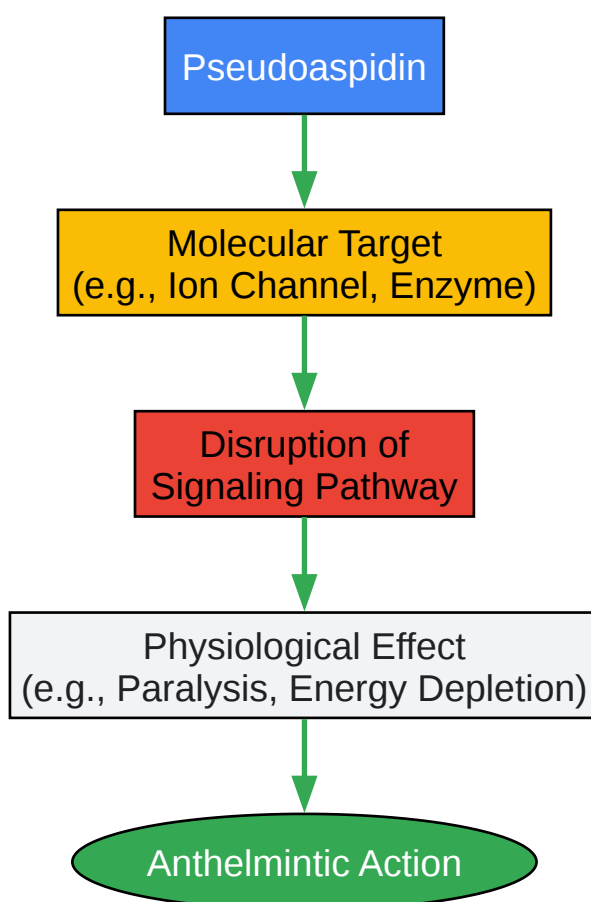 Pseudoaspidin
Molecular Target
(e.g., Ion Channel, Enzyme)
Disruption of
Signaling Pathway
Physiological Effect
(e.g., Paralysis, Energy Depletion)
Anthelmintic Action